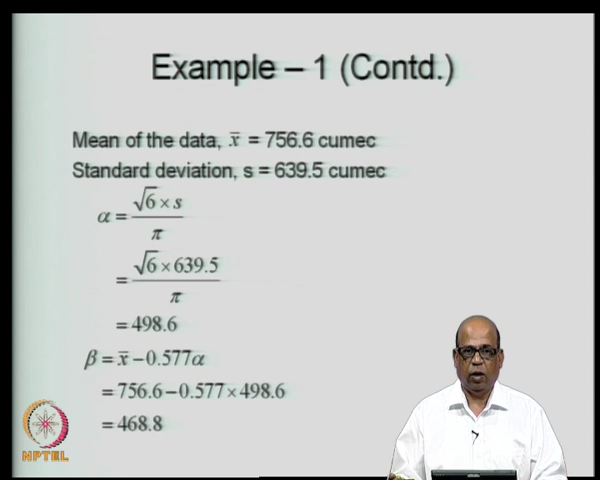 Example – 1 (Contd.)
Mean of the data, x̄ = 756.6 cumec
Standard deviation, s = 639.5 cumec
α = √6 × s / π
= √6 × 639.5 / π
= 498.6
β = x̄ − 0.577α
= 756.6 − 0.577 × 498.6
= 468.8
NPTEL